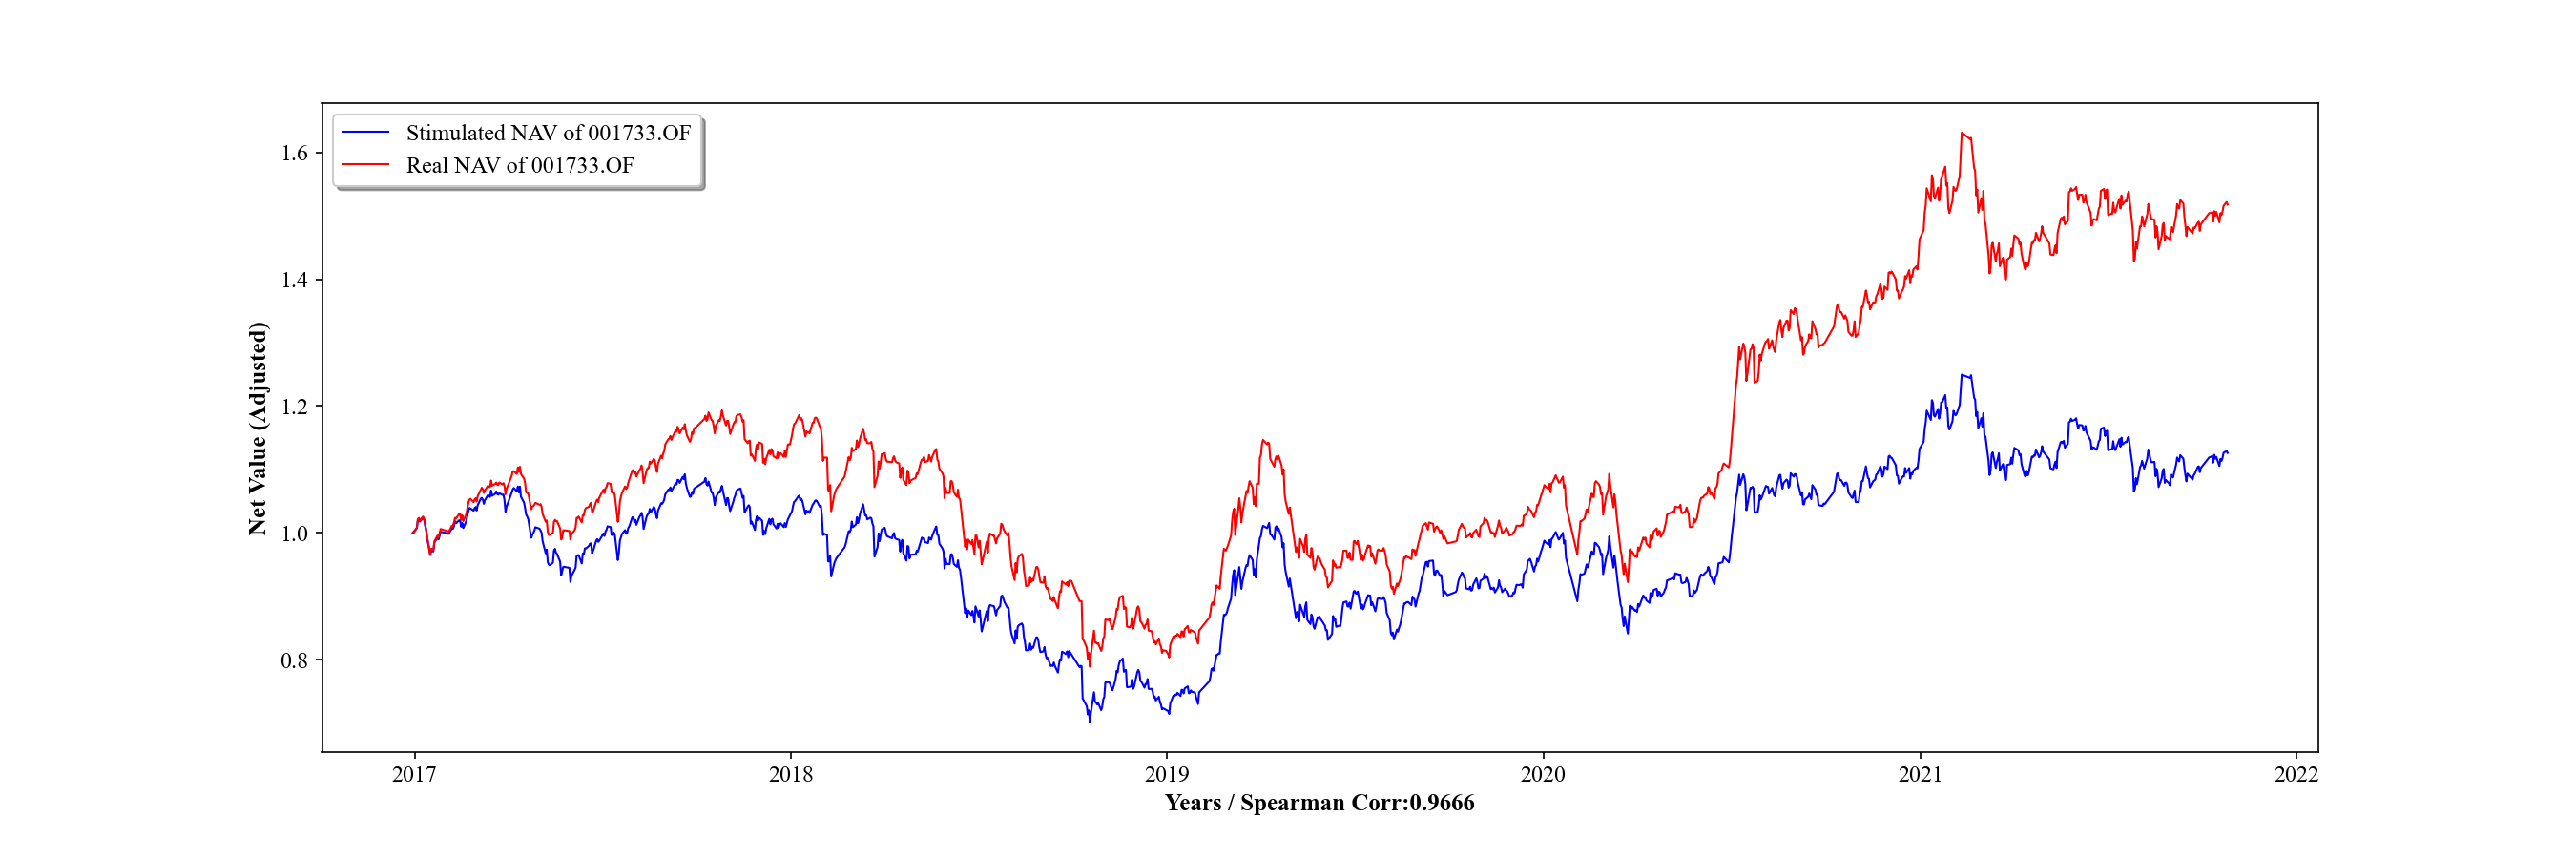 Stimulated NAV of 001733.OF
Real NAV of 001733.OF
1.6
1.4
1.2
1.0
0.8
Net Value (Adjusted)
2017 2018 2019 2020 2021 2022
Years / Spearman Corr:0.9666